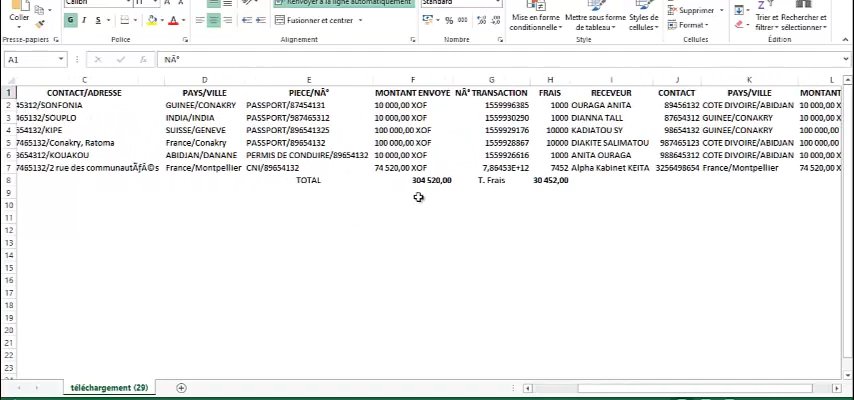 Calibri
11
Renvoyer à la ligne automatiquement
Standard
Coller
G I S
Fusionner et centrer
% 000
Mise en forme conditionnelle
Mettre sous forme de tableau
Styles de cellules
Supprimer
Format
Trier et filtrer
Rechercher et sélectionner
Presse-papiers Police Alignement Nombre Style Cellules Édition
A1 fx NÂ°
C D E F G H I J K L
1 CONTACT/ADRESSE PAYS/VILLE PIECE/NÂ° MONTANT ENVOYE NÂ° TRANSACTION FRAIS RECEVEUR CONTACT PAYS/VILLE MONTANT
2 45312/SONFONIA GUINEE/CONAKRY PASSPORT/87454131 10 000,00 XOF 1559996385 1000 OURAGA ANITA 89456132 COTE DIVOIRE/ABIDJAN 10 000,00 X
3 465132/SOUPLO INDIA/INDIA PASSPORT/987465312 10 000,00 XOF 1559930290 1000 DIANNA TALL 87654312 GUINEE/CONAKRY 10 000,00 X
4 654132/KIPE SUISSE/GENEVE PASSPORT/896541325 100 000,00 XOF 1559929176 10000 KADIATOU SY 98654132 GUINEE/CONAKRY 100 000,00
5 7465132/Conakry, Ratoma France/Conakry PASSPORT/89654132 100 000,00 XOF 1559928867 10000 DIAKITE SALIMATOU 987465123 COTE DIVOIRE/ABIDJAN 100 000,00
6 3654312/KOUAKOU ABIDJAN/DANANE PERMIS DE CONDUIRE/89654132 10 000,00 XOF 1559926616 1000 ANITA OURAGA 988645312 COTE DIVOIRE/ABIDJAN 10 000,00 X
7 7465132/2 rue des communautÃƒÂ©s France/Montpellier CNI/89654132 74 520,00 XOF 7,86453E+12 7452 Alpha Kabinet KEITA 3256498654 France/Montpellier 74 520,00 X
8 TOTAL 304 520,00 T. Frais 30 452,00
9
10
11
12
13
14
15
16
17
18
19
20
21
22
23
téléchargement (29)